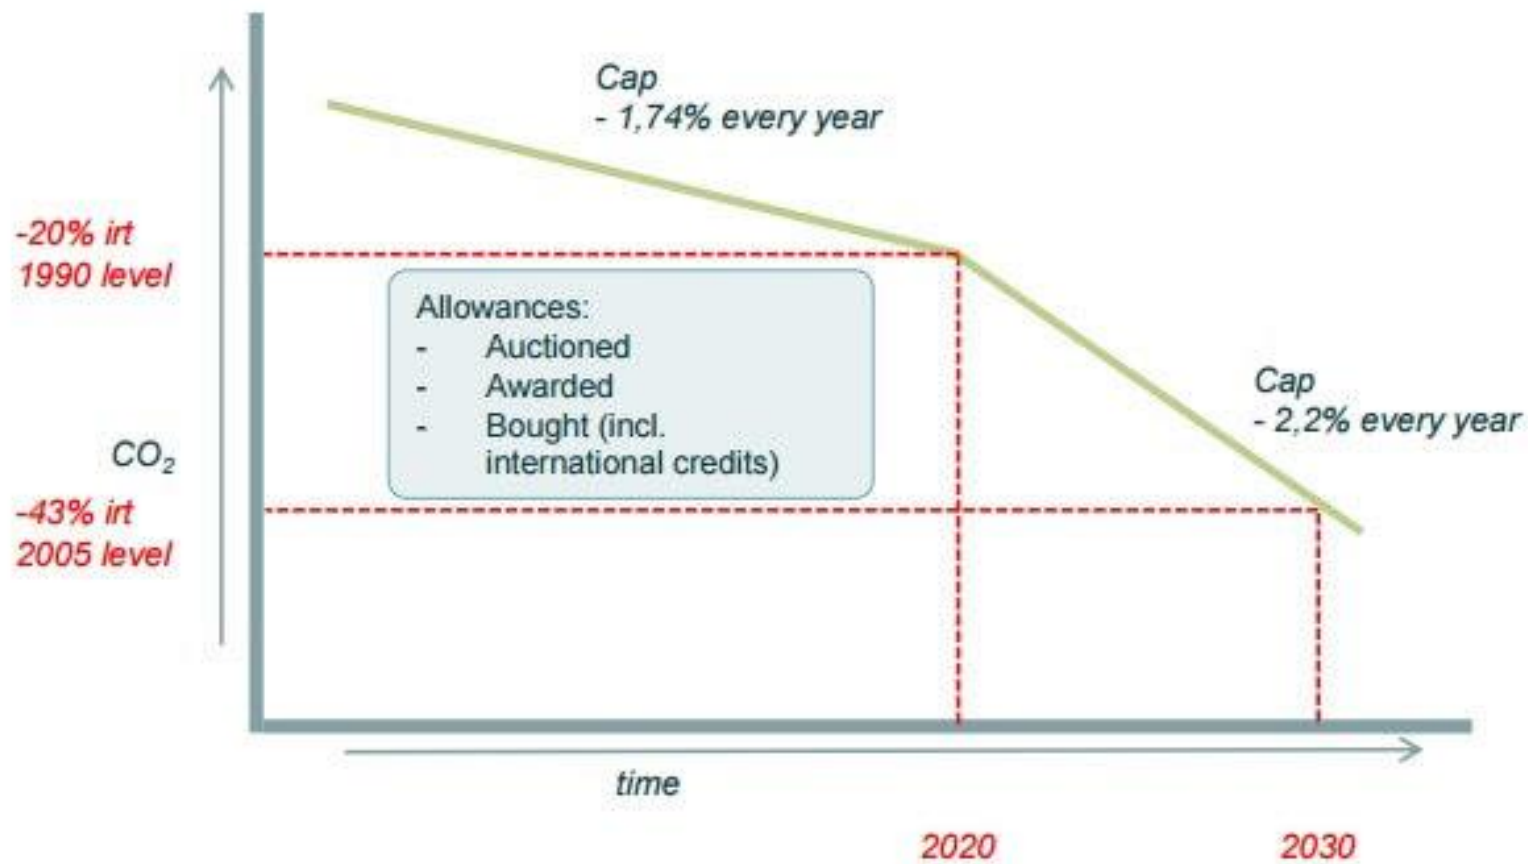 Cap
- 1,74% every year
-20% irt
1990 level
Allowances:
- Auctioned
- Awarded
- Bought (incl.
international credits)
Cap
- 2,2% every year
CO₂
-43% irt
2005 level
time
2020
2030